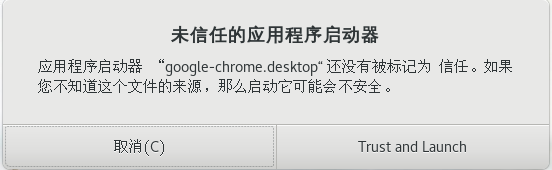 未信任的应用程序启动器
应用程序启动器 “google-chrome.desktop“ 还没有被标记为 信任。如果
您不知道这个文件的来源，那么启动它可能会不安全。
取消(C)
Trust and Launch